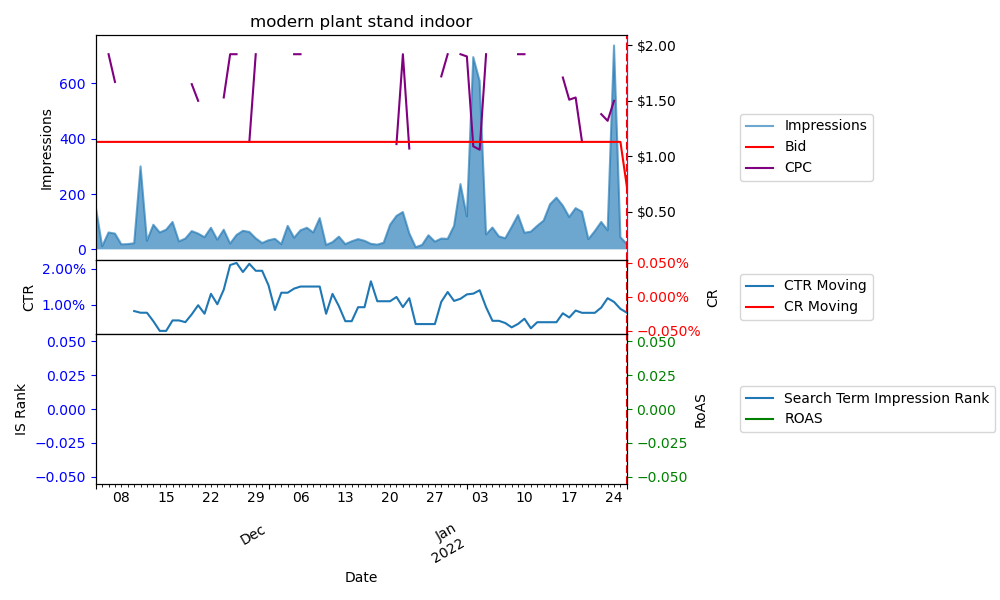 modern plant stand indoor
Impressions
600
400
200
0
$2.00
$1.50
$1.00
$0.50
Impressions
Bid
CPC
CTR
2.00%
1.00%
0.050%
0.000%
−0.050%
CR
CTR Moving
CR Moving
IS Rank
0.050
0.025
0.000
−0.025
−0.050
0.050
0.025
0.000
−0.025
−0.050
RoAS
Search Term Impression Rank
ROAS
08 15 22 29 06 13 20 27 03 10 17 24
Dec
Jan
2022
Date